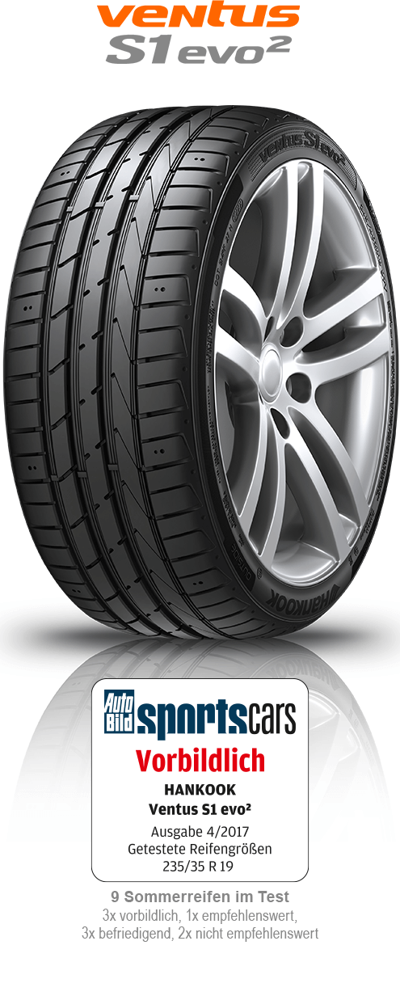 ventus
S1 evo²
ventus S1 evo²
OUTSIDE
Hankook
Auto
Bild
sportscars
Vorbildlich
HANKOOK
Ventus S1 evo²
Ausgabe 4/2017
Getestete Reifengrößen
235/35 R 19
9 Sommerreifen im Test
3x vorbildlich, 1x empfehlenswert,
3x befriedigend, 2x nicht empfehlenswert